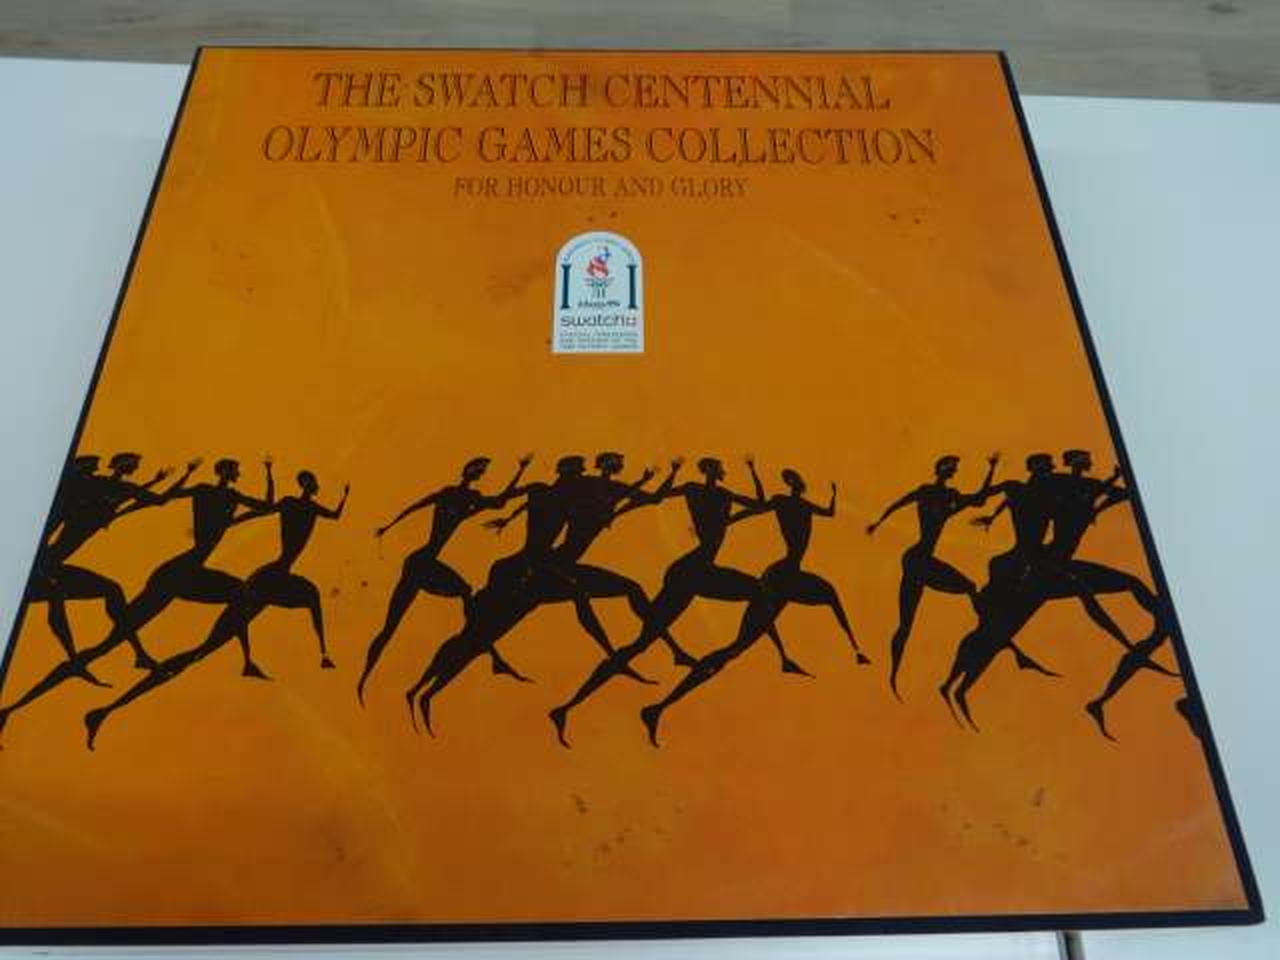 THE SWATCH CENTENNIAL
OLYMPIC GAMES COLLECTION
FOR HONOUR AND GLORY
swatch